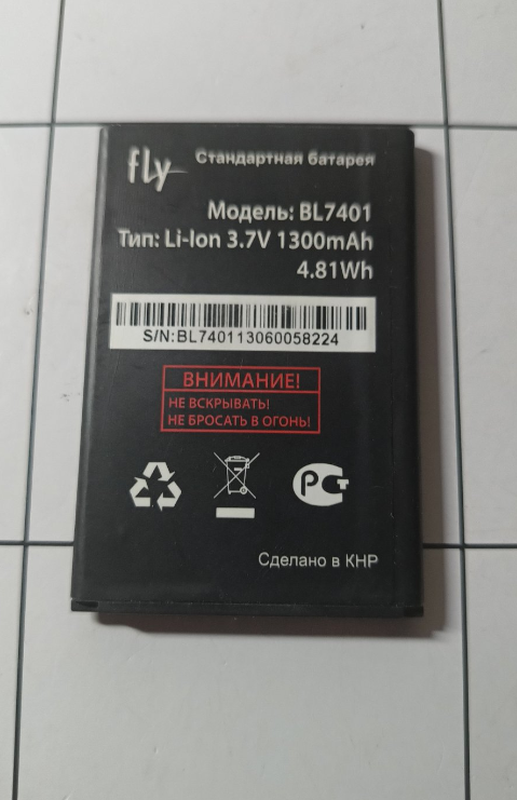 fly Стандартная батарея
Модель: BL7401
Тип: Li-Ion 3.7V 1300mAh
4.81Wh
S/N:BL740113060058224
ВНИМАНИЕ!
НЕ ВСКРЫВАТЬ!
НЕ БРОСАТЬ В ОГОНЬ!
РСТ
Сделано в КНР